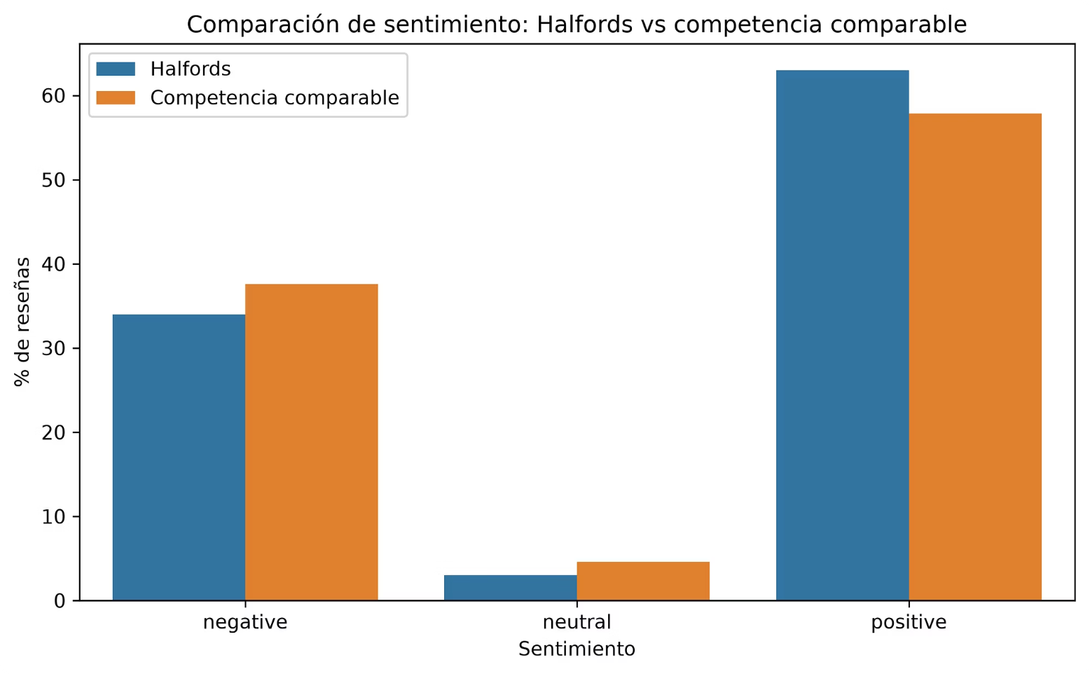 Comparación de sentimiento: Halfords vs competencia comparable
Halfords
Competencia comparable
% de reseñas
60
50
40
30
20
10
0
negative neutral positive
Sentimiento